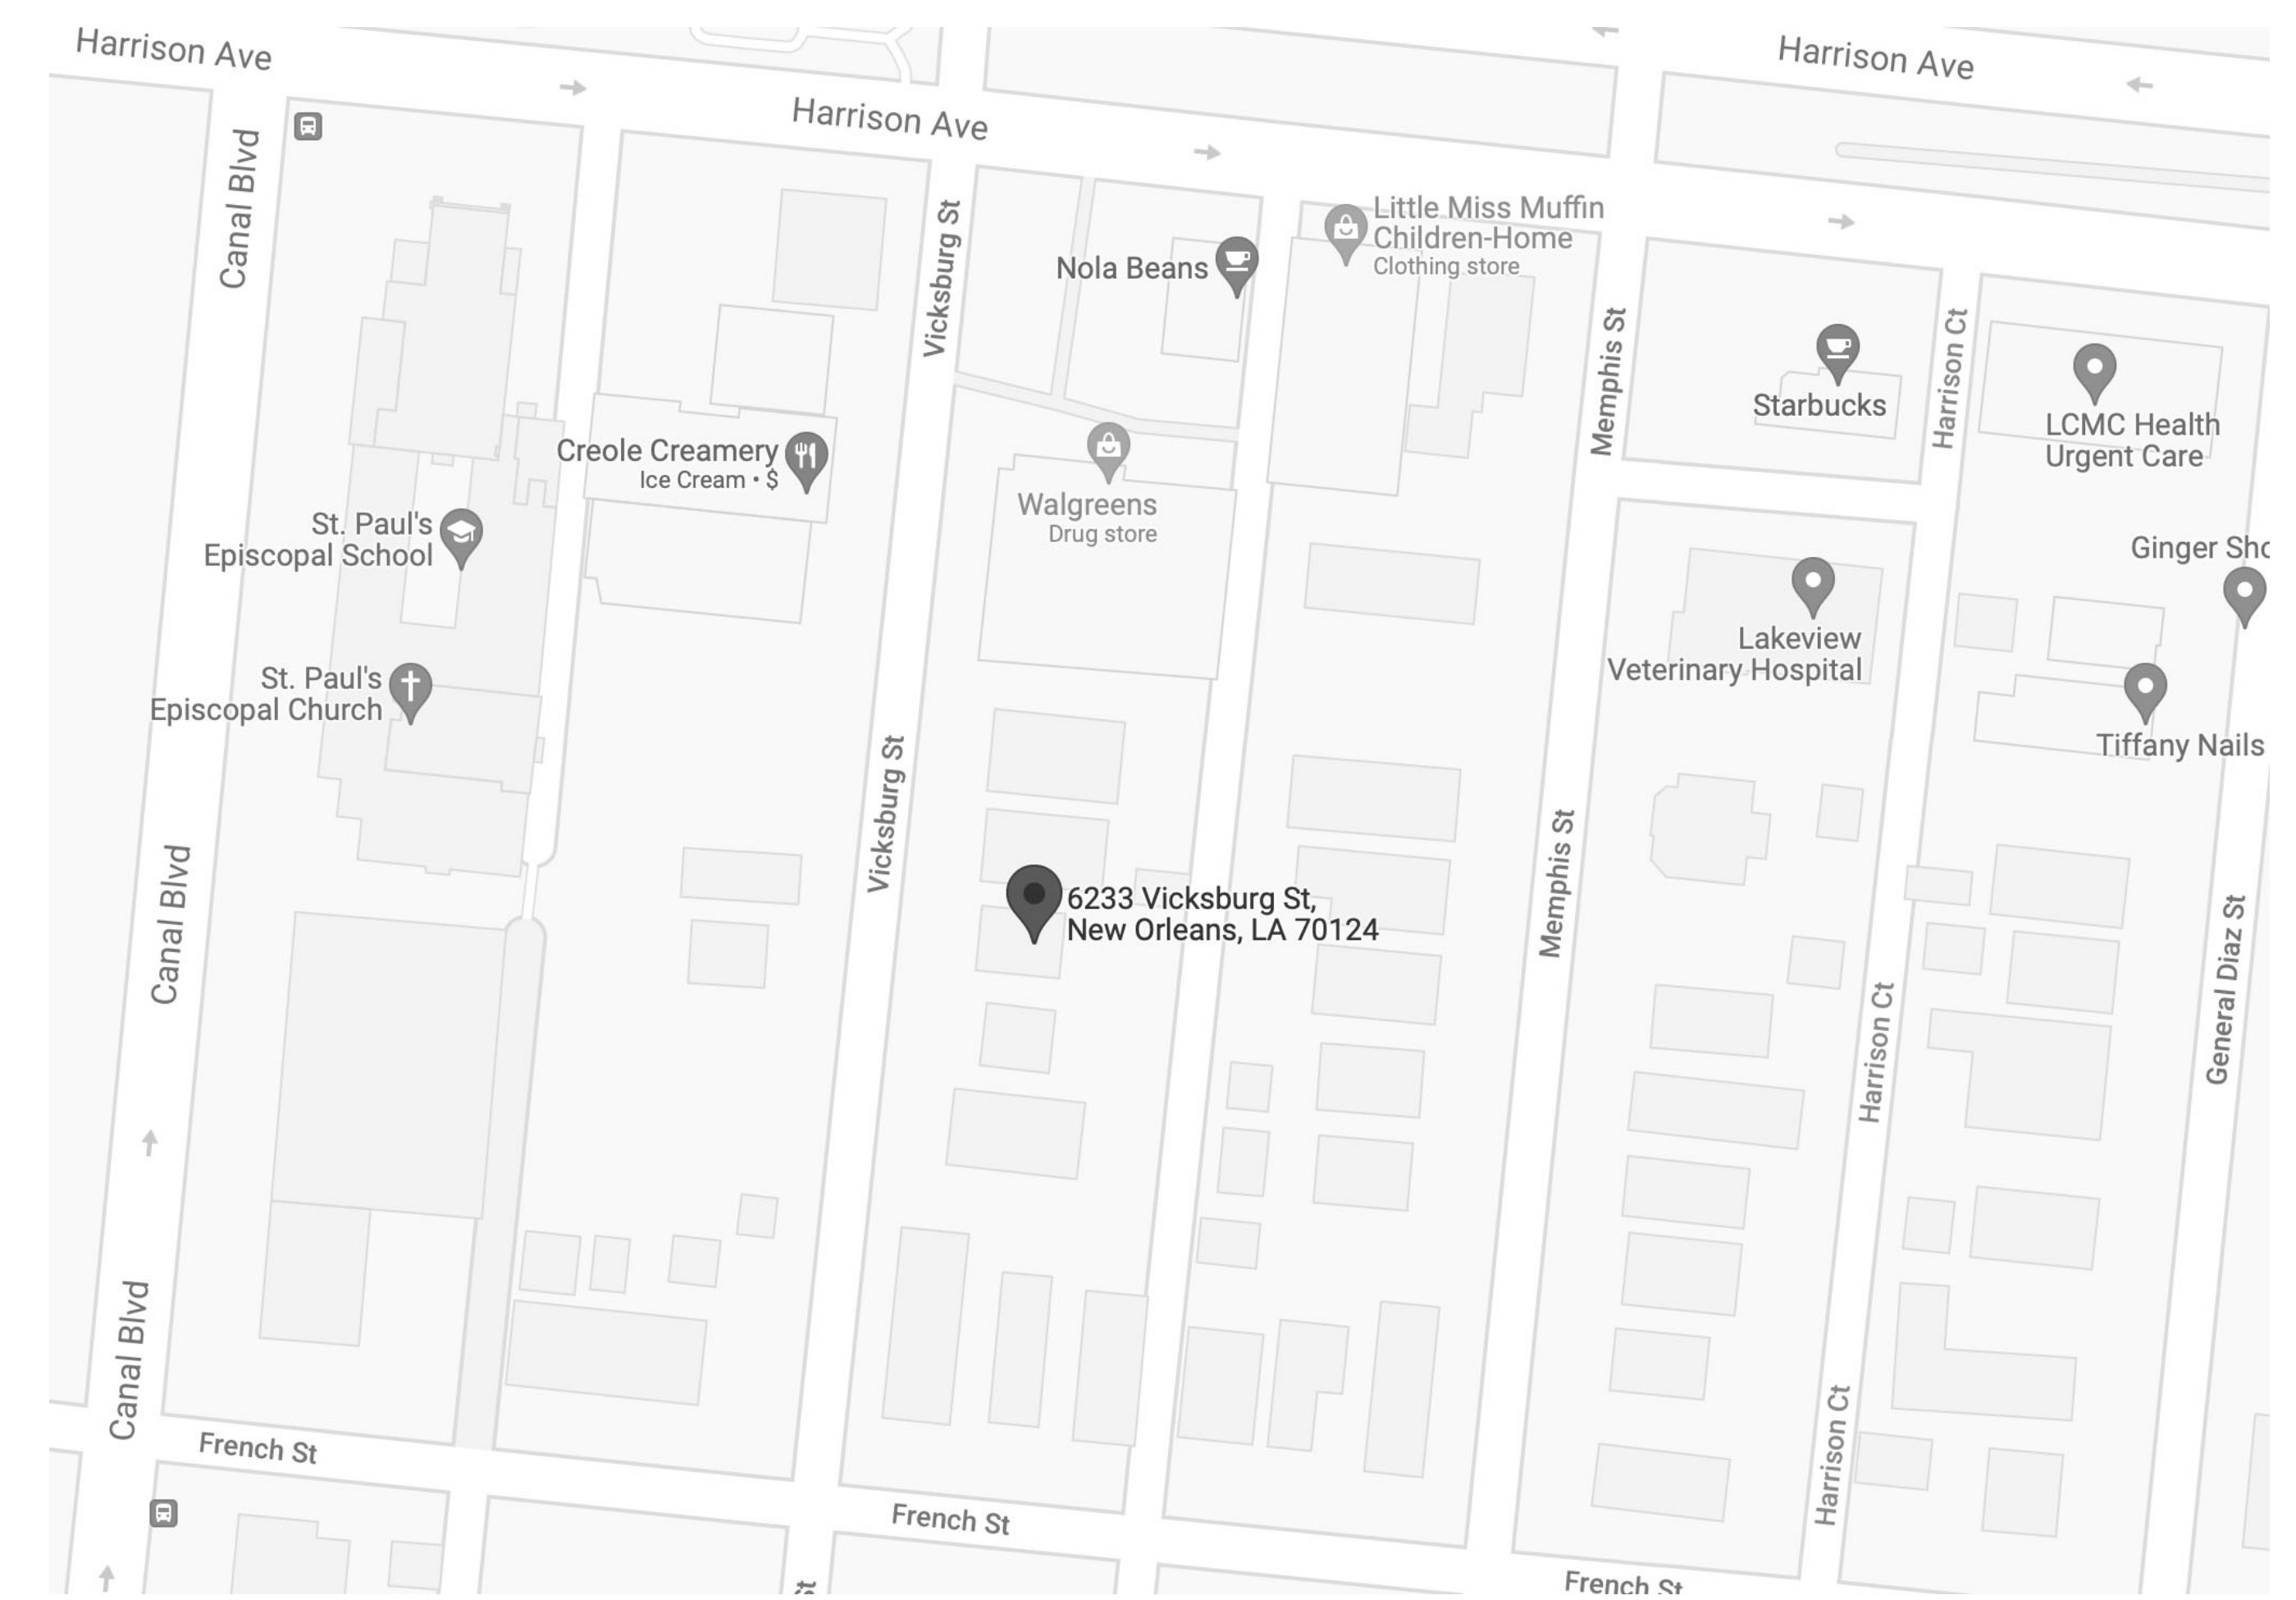 Harrison Ave
Harrison Ave
Harrison Ave
Canal Blvd
Vicksburg St
Nola Beans
Little Miss Muffin
Children-Home
Clothing store
Memphis St
Starbucks
Harrison Ct
LCMC Health
Urgent Care
Creole Creamery
Ice Cream • $
Walgreens
Drug store
St. Paul's
Episcopal School
Ginger
Lakeview
Veterinary Hospital
St. Paul's
Episcopal Church
Tiffany Nails
Vicksburg St
Canal Blvd
Memphis St
6233 Vicksburg St,
New Orleans, LA 70124
General Diaz St
Harrison Ct
Canal Blvd
Harrison Ct
French St
French St
French St